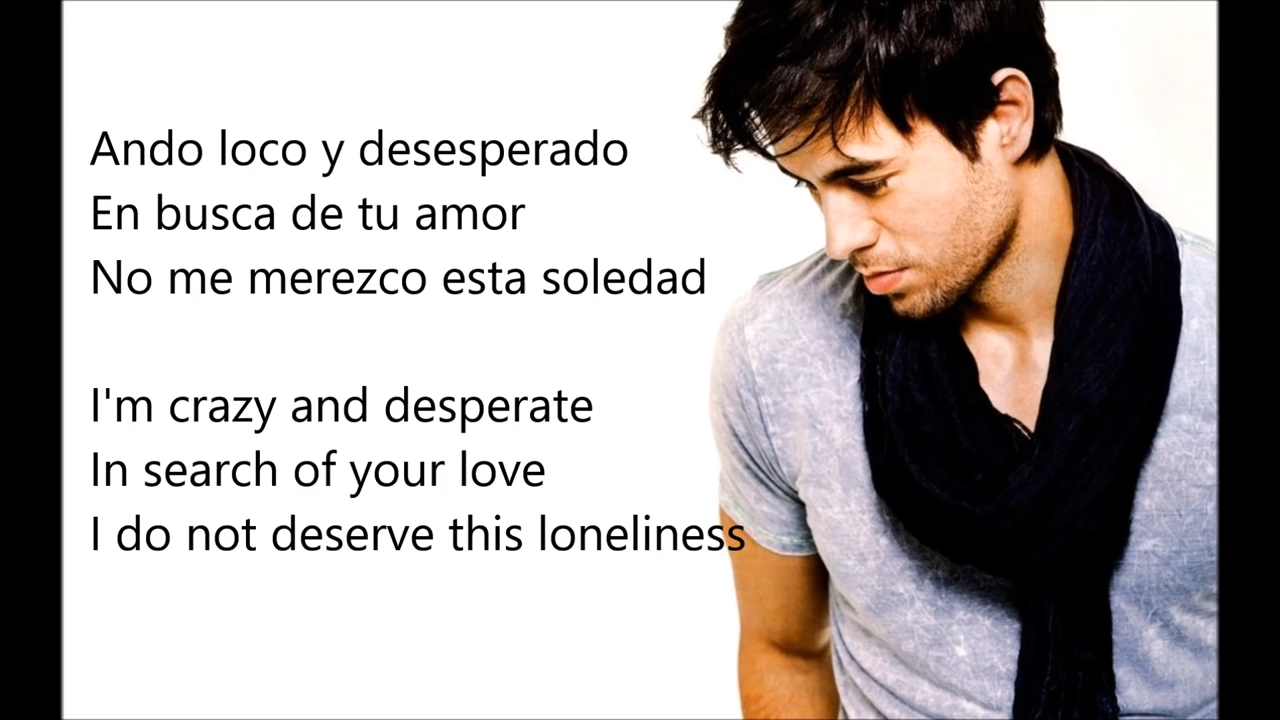 Ando loco y desesperado
En busca de tu amor
No me merezco esta soledad
I'm crazy and desperate
In search of your love
I do not deserve this loneliness